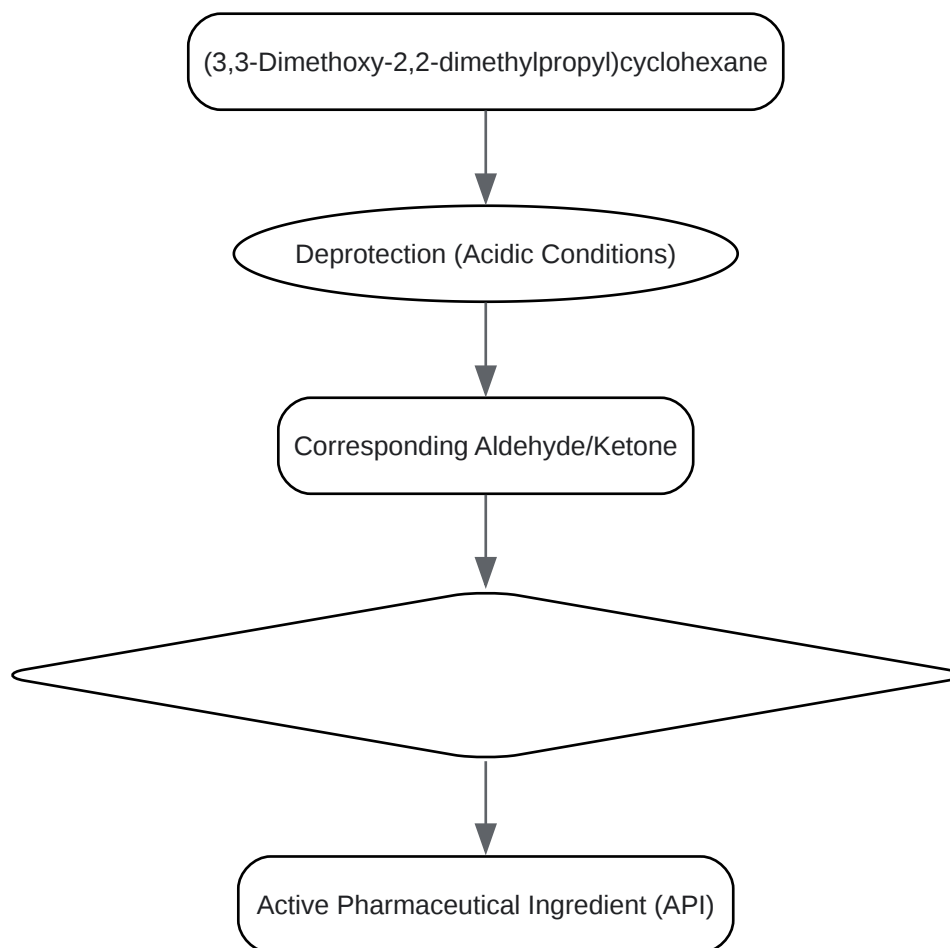 (3,3-Dimethoxy-2,2-dimethylpropyl)cyclohexane
Deprotection (Acidic Conditions)
Corresponding Aldehyde/Ketone
Active Pharmaceutical Ingredient (API)